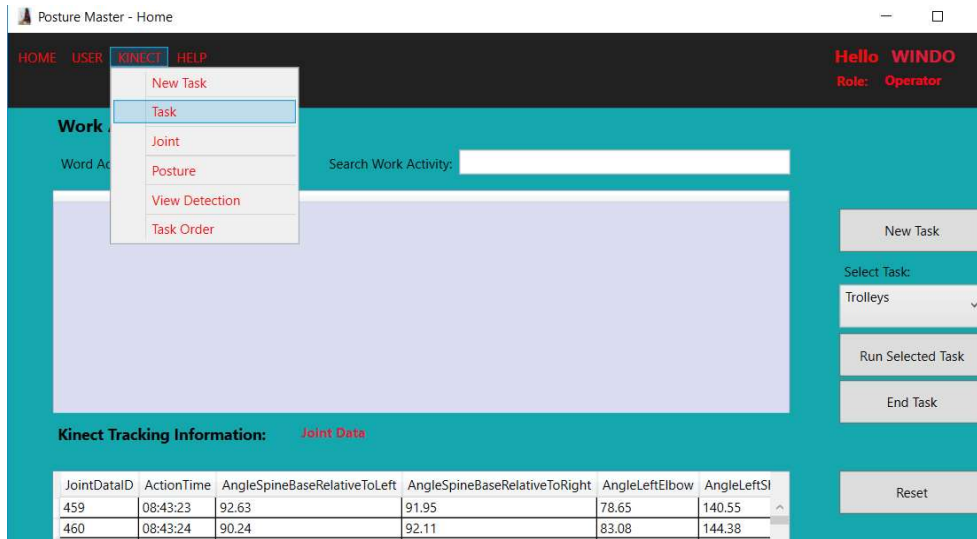 Posture Master - Home
HOME USER KINECT HELP
Hello WINDO
Role: Operator
New Task
Task
Joint
Posture
View Detection
Task Order
Work
Search Work Activity:
New Task
Select Task:
Trolleys
Run Selected Task
End Task
Kinect Tracking Information: Joint Data
JointDataID ActionTime AngleSpineBaseRelativeToLeft AngleSpineBaseRelativeToRight AngleLeftElbow
459 08:43:23 92.63 91.95 78.65 140.55
460 08:43:24 90.24 92.11 83.08 144.38
Reset